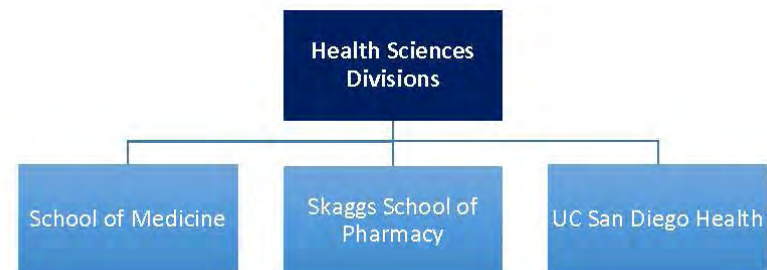 Health Sciences
Divisions
School of Medicine
Skaggs School of
Pharmacy
UC San Diego Health